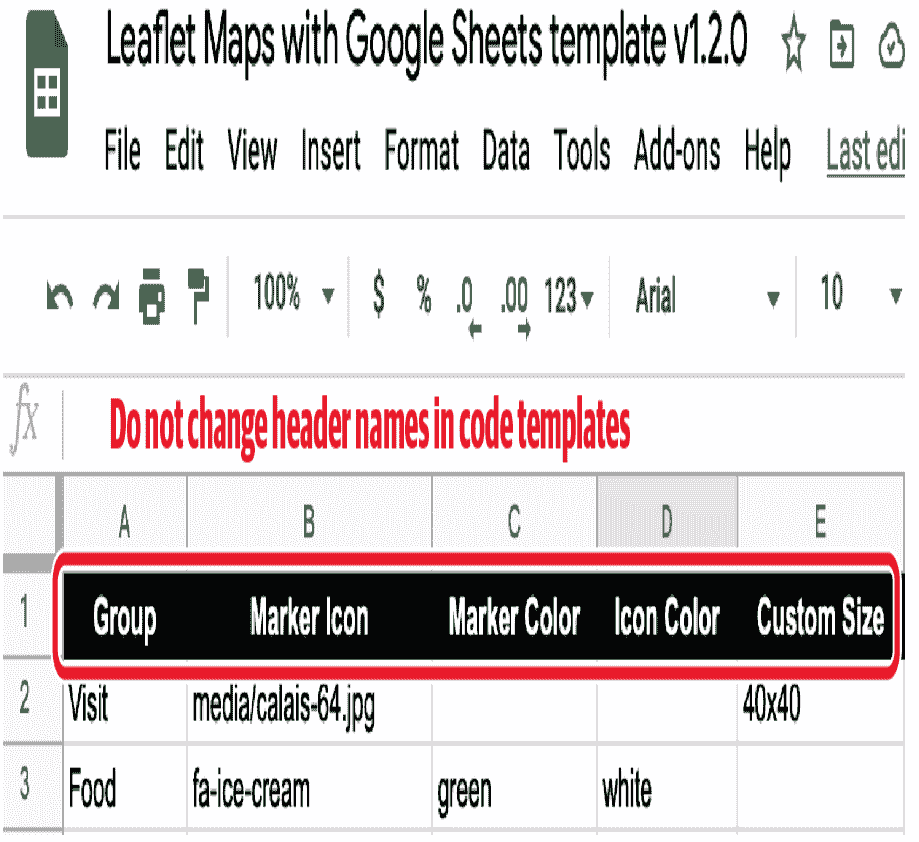 Leaflet Maps with Google Sheets template v1.2.0
File Edit View Insert Format Data Tools Add-ons Help Last edi
100% $ % .0 .00 123 Arial 10
fx Do not change header names in code templates
A B C D E
1 Group Marker Icon Marker Color Icon Color Custom Size
2 Visit media/calais-64.jpg 40x40
3 Food fa-ice-cream green white